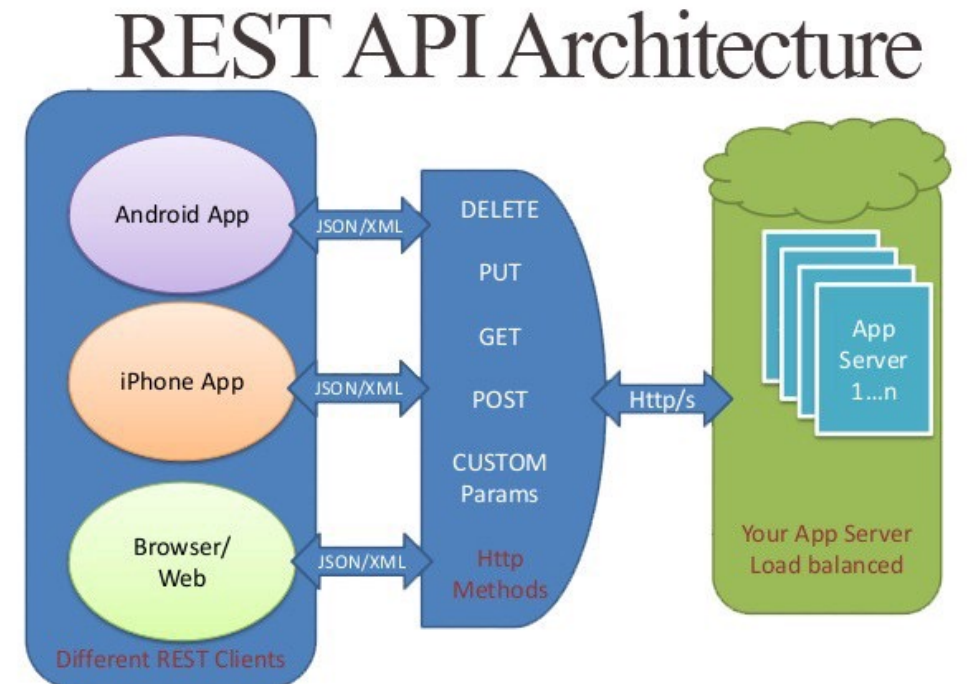 REST API Architecture
Android App
iPhone App
Browser/
Web
Different REST Clients
JSON/XML
JSON/XML
JSON/XML
DELETE
PUT
GET
POST
CUSTOM
Params
Http
Methods
Http/s
App
Server
1...n
Your App Server
Load balanced